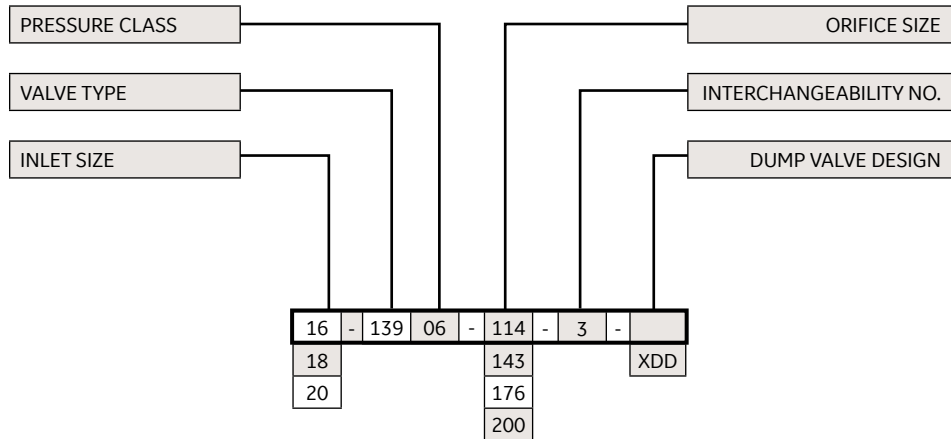 PRESSURE CLASS
ORIFICE SIZE
VALVE TYPE
INTERCHANGEABILITY NO.
INLET SIZE
DUMP VALVE DESIGN
16 - 139 06 - 114 - 3 -
18 143 XDD
20 176
200